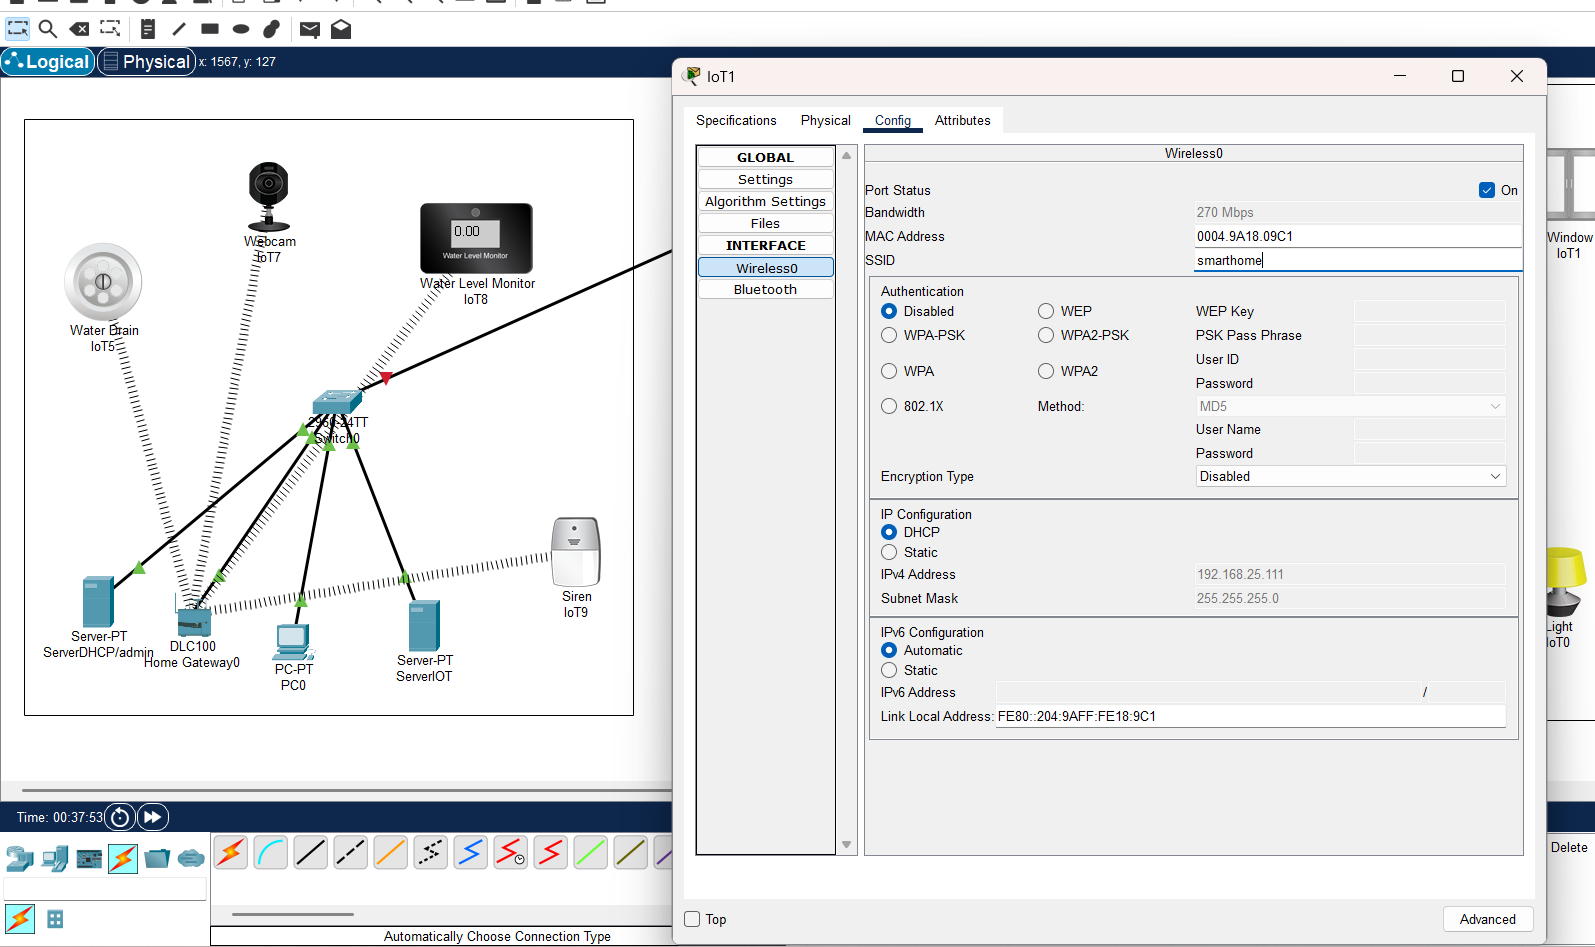 Logical
Physical
x: 1567, y: 127
Webcam
IoT7
0.00
Water Level Monitor
Water Level Monitor
IoT8
Water Drain
IoT5
2960-24TT
Switch0
Siren
IoT9
Server-PT
ServerDHCP/admin
DLC100
Home Gateway0
PC-PT
PC0
Server-PT
ServerIOT
IoT1
Specifications
Physical
Config
Attributes
GLOBAL
Settings
Algorithm Settings
Files
INTERFACE
Wireless0
Bluetooth
Wireless0
Port Status
On
Bandwidth
270 Mbps
MAC Address
0004.9A18.09C1
SSID
smarthome
Authentication
Disabled
WEP
WEP Key
WPA-PSK
WPA2-PSK
PSK Pass Phrase
User ID
WPA
WPA2
Password
802.1X
Method:
MD5
User Name
Password
Encryption Type
Disabled
IP Configuration
DHCP
Static
IPv4 Address
192.168.25.111
Subnet Mask
255.255.255.0
IPv6 Configuration
Automatic
Static
IPv6 Address
/
Link Local Address:
FE80::204:9AFF:FE18:9C1
Top
Advanced
Window
IoT1
Light
IoT0
Time: 00:37:53
Automatically Choose Connection Type
Delete